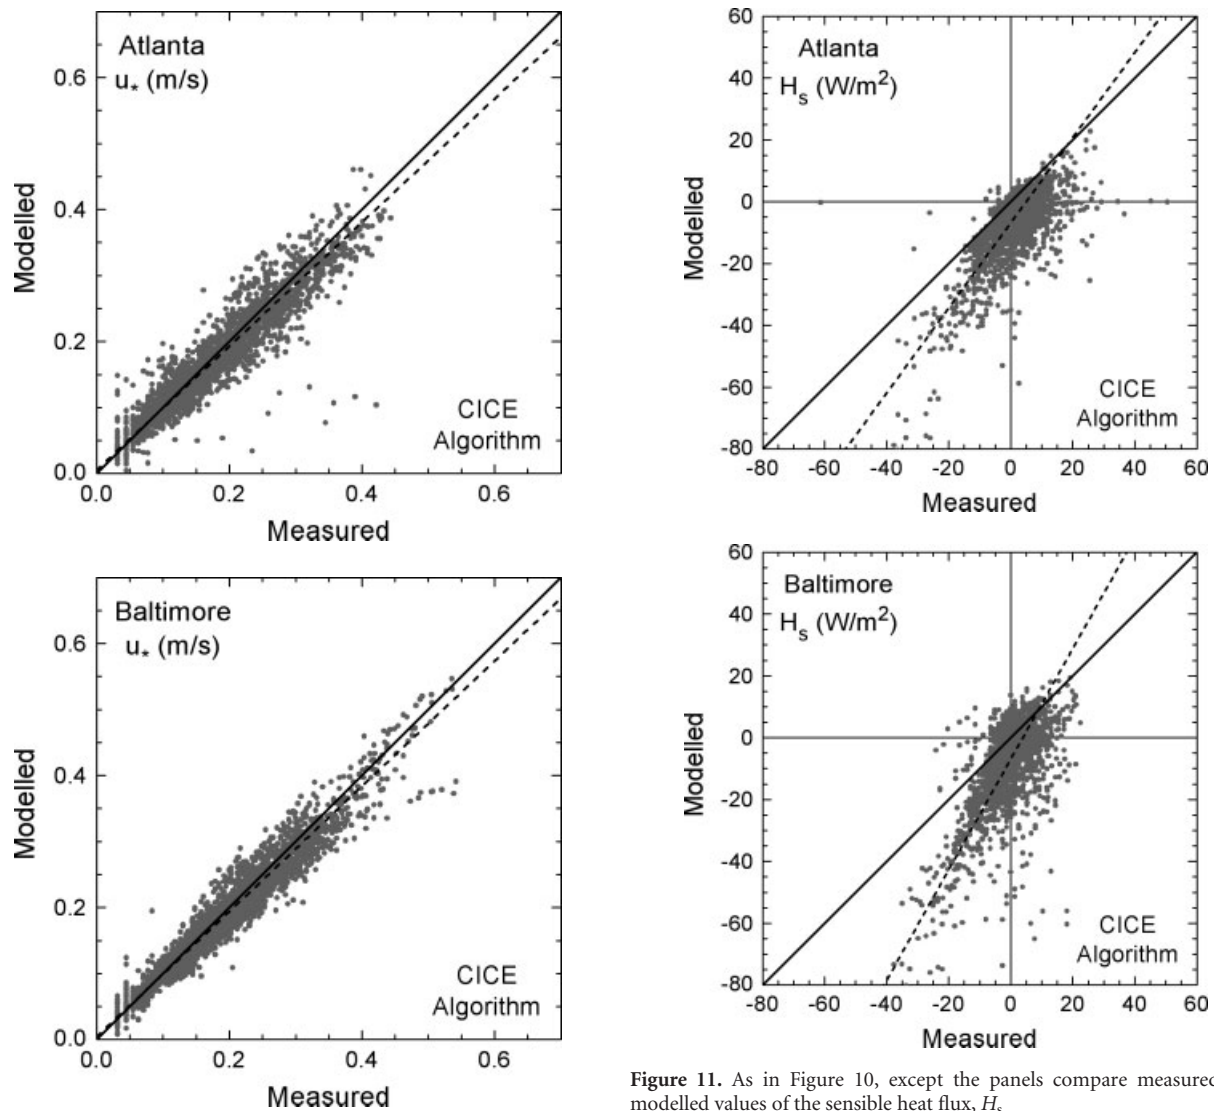 Atlanta
u* (m/s)
0.6
0.4
0.2
0.0
Modelled
CICE
Algorithm
0.0 0.2 0.4 0.6
Measured
Baltimore
u* (m/s)
0.6
0.4
0.2
0.0
Modelled
CICE
Algorithm
0.0 0.2 0.4 0.6
Measured
60
40
20
0
-20
-40
-60
-80
Atlanta
Hs (W/m²)
Modelled
CICE
Algorithm
-80 -60 -40 -20 0 20 40 60
Measured
60
40
20
0
-20
-40
-60
-80
Baltimore
Hs (W/m²)
Modelled
CICE
Algorithm
-80 -60 -40 -20 0 20 40 60
Measured
Figure 11. As in Figure 10, except the panels compare measured
modelled values of the sensible heat flux, Hs